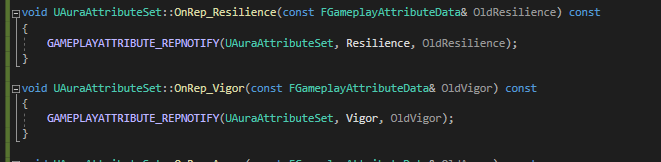 void UAuraAttributeSet::OnRep_Resilience(const FGameplayAttributeData& OldResilience) const
{
GAMEPLAYATTRIBUTE_REPNOTIFY(UAuraAttributeSet, Resilience, OldResilience);
}
void UAuraAttributeSet::OnRep_Vigor(const FGameplayAttributeData& OldVigor) const
{
GAMEPLAYATTRIBUTE_REPNOTIFY(UAuraAttributeSet, Vigor, OldVigor);
}